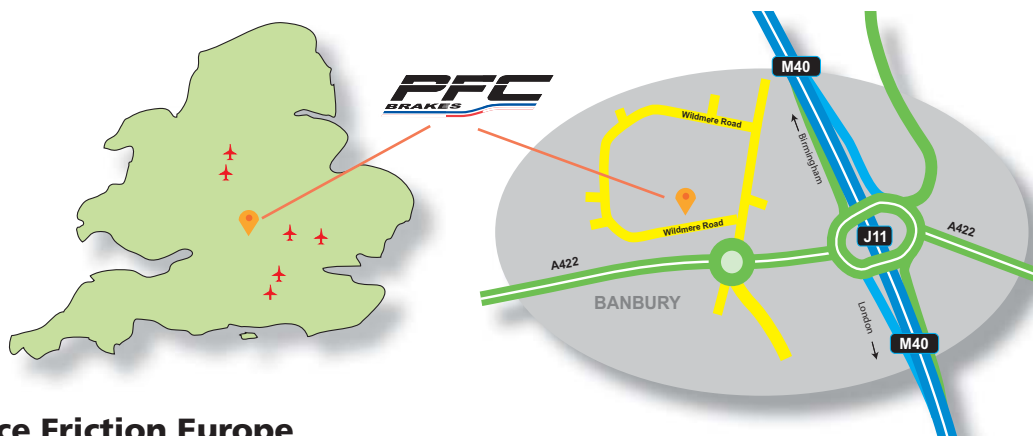 PFC
BRAKES
M40
Wildmere Road
Birmingham
Wildmere Road
J11
A422
A422
BANBURY
London
M40
ce Friction Europe